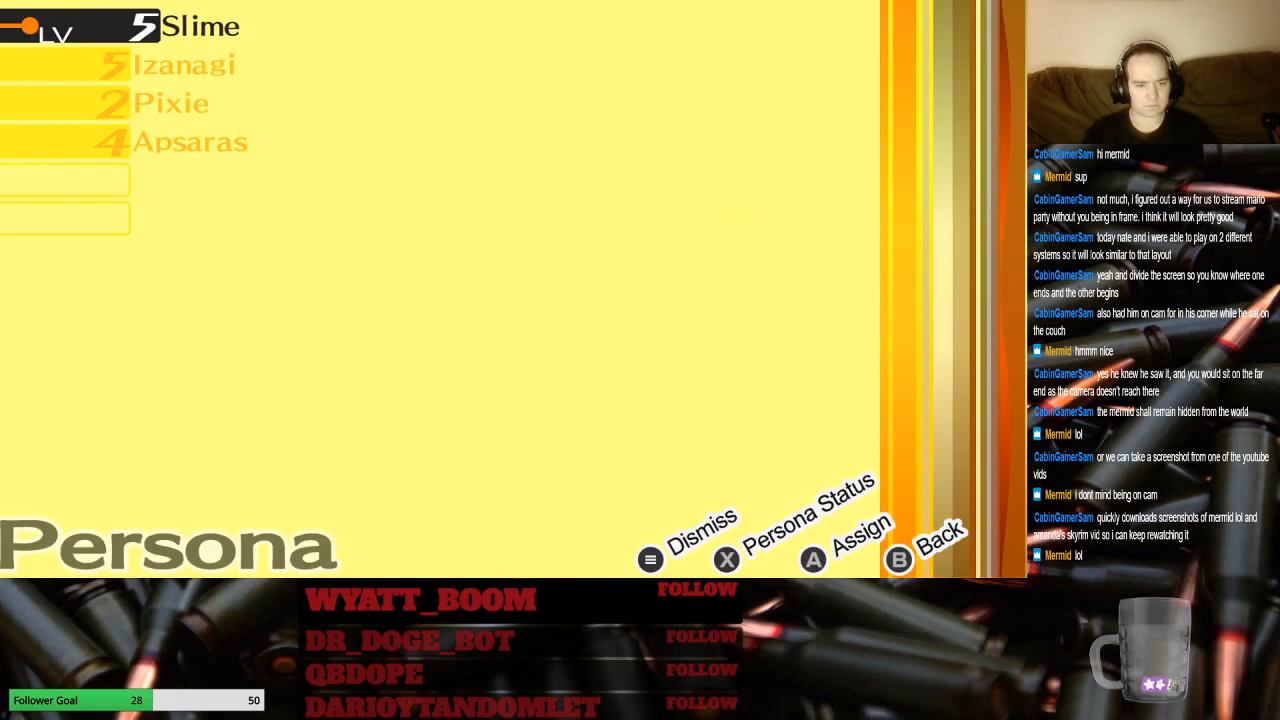 LV 5 Slime
5 Izanagi
2 Pixie
4 Apsaras
Persona
Dismiss
X Persona Status
A Assign
B Back
CabinGamerSam hi mermid
Mermid sup
CabinGamerSam not much, i figured out a way for us to stream mario
party without you being in frame. i think it will look pretty good
CabinGamerSam today nate and i were able to play on 2 different
systems so it will look similar to that layout
CabinGamerSam yeah and divide the screen so you know where one
ends and the other begins
CabinGamerSam also had him on cam for in his corner while he sat on
the couch
Mermid hmmm nice
CabinGamerSam yes he knew he saw it, and you would sit on the far
end as the camera doesn't reach there
CabinGamerSam the mermid shall remain hidden from the world
Mermid lol
CabinGamerSam or we can take a screenshot from one of the youtube
vids
Mermid i dont mind being on cam
CabinGamerSam quickly downloads screenshots of mermid lol and
amanda's skyrim vid so i can keep rewatching it
Mermid lol
WYATT_BOOM FOLLOW
DR_DOGE_BOT FOLLOW
QBDOPE FOLLOW
DARIOYTANDOMLET FOLLOW
Follower Goal 28 50